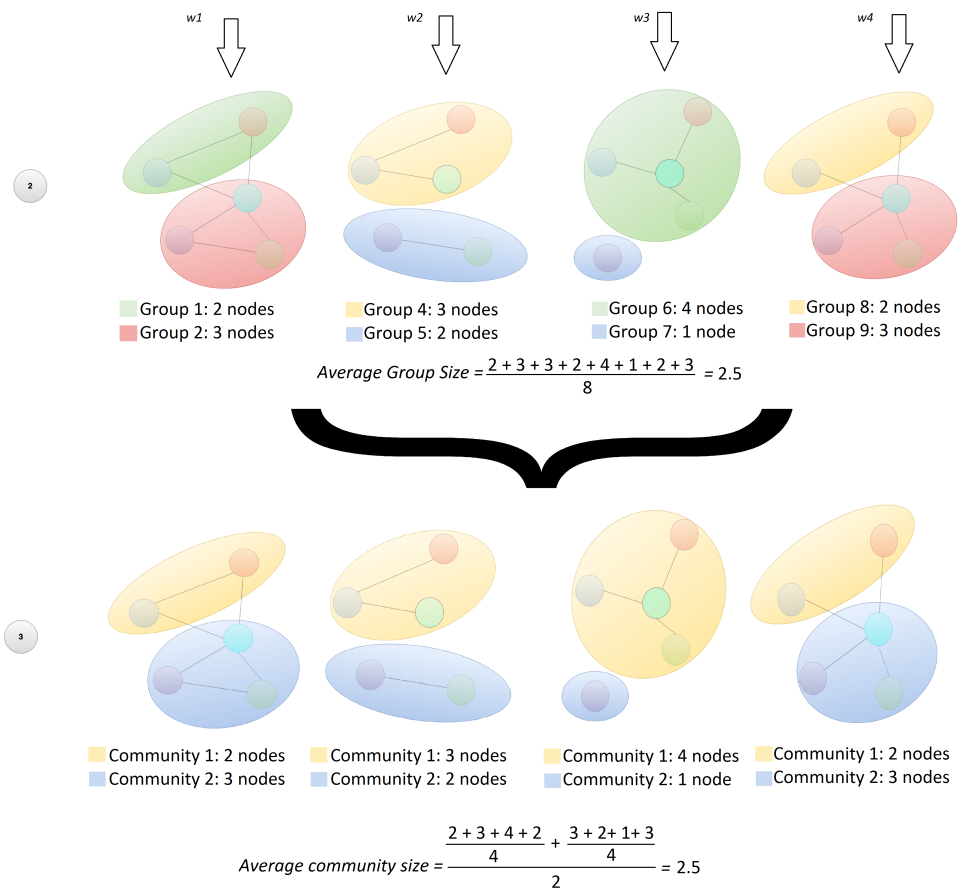 w1 w2 w3 w4
2
Group 1: 2 nodes Group 4: 3 nodes Group 6: 4 nodes Group 8: 2 nodes
Group 2: 3 nodes Group 5: 2 nodes Group 7: 1 node Group 9: 3 nodes
Average Group Size = (2 + 3 + 3 + 2 + 4 + 1 + 2 + 3) / 8 = 2.5
3
Community 1: 2 nodes Community 1: 3 nodes Community 1: 4 nodes Community 1: 2 nodes
Community 2: 3 nodes Community 2: 2 nodes Community 2: 1 node Community 2: 3 nodes
Average community size = ((2 + 3 + 4 + 2) / 4 + (3 + 2+ 1+ 3) / 4) / 2 = 2.5